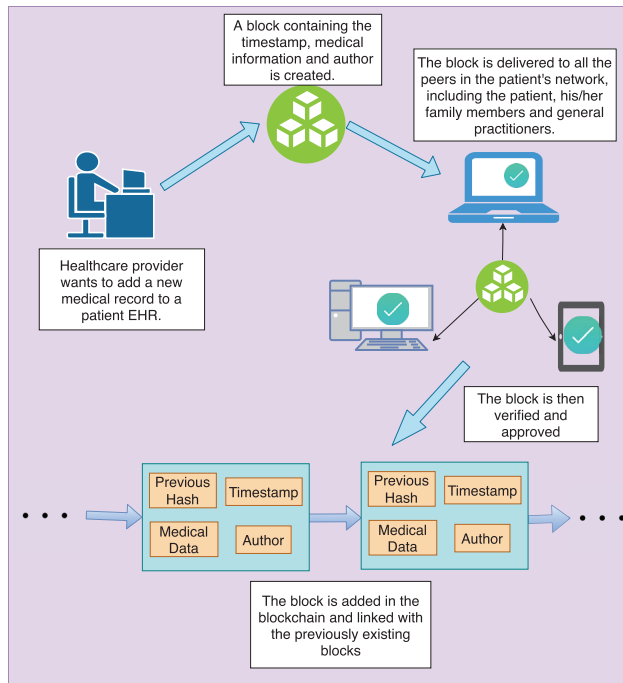 A block containing the
timestamp, medical
information and author
is created.
The block is delivered to all the
peers in the patient's network,
including the patient, his/her
family members and general
practitioners.
Healthcare provider
wants to add a new
medical record to a
patient EHR.
The block is then
verified and
approved
Previous
Hash
Timestamp
Medical
Data
Author
Previous
Hash
Timestamp
Medical
Data
Author
The block is added in the
blockchain and linked with
the previously existing
blocks